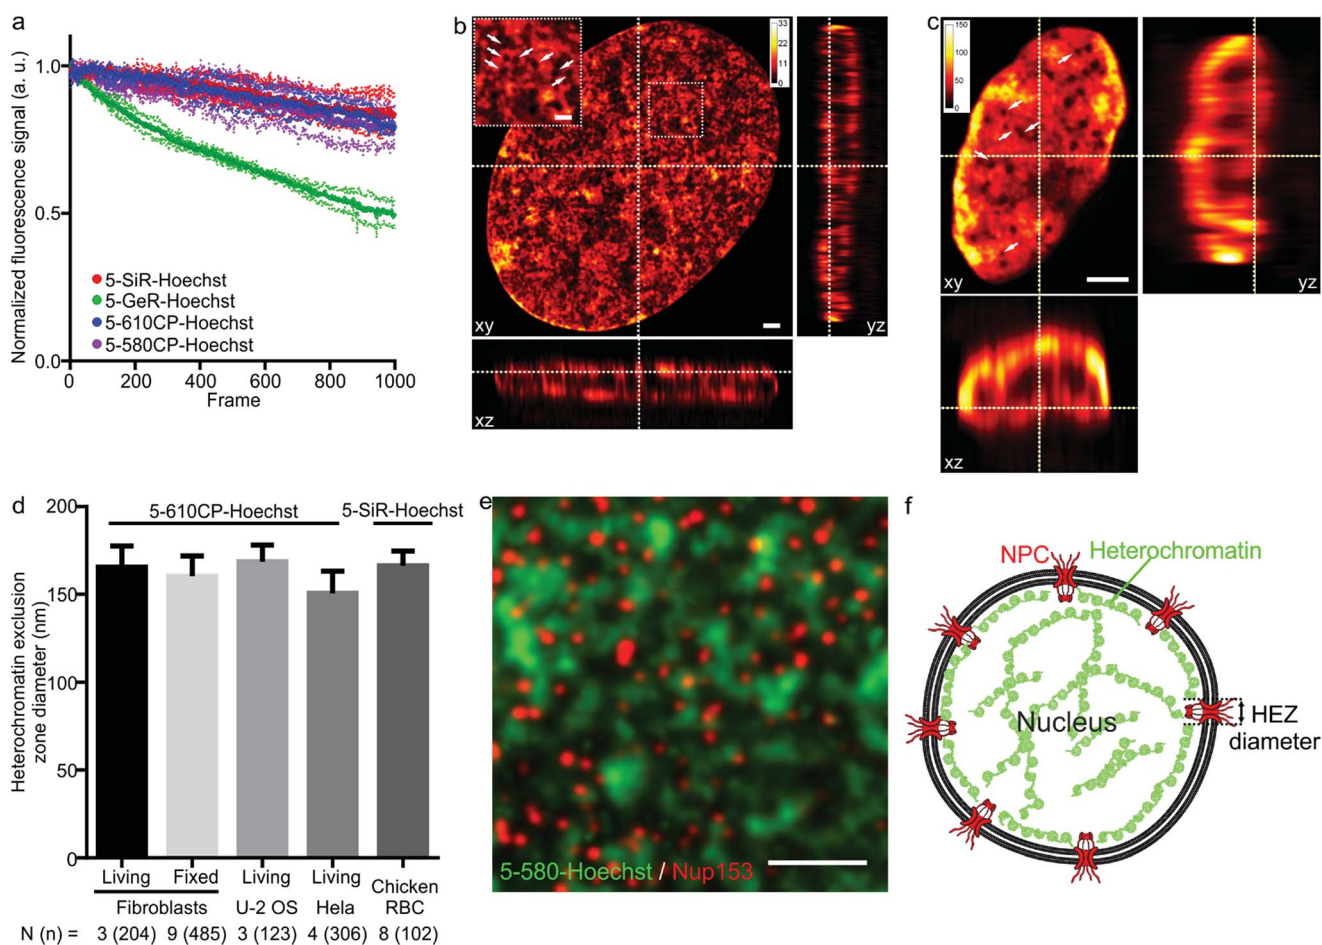 a
Normalized fluorescence signal (a. u.)
1.0
0.5
0.0
0 200 400 600 800 1000
Frame
5-SiR-Hoechst
5-GeR-Hoechst
5-610CP-Hoechst
5-580CP-Hoechst
b
33
22
11
0
xy
yz
xz
c
150
100
50
0
xy
yz
xz
d
Heterochromatin exclusion
zone diameter (nm)
200
150
100
50
0
5-610CP-Hoechst 5-SiR-Hoechst
Living Fixed Living Living Chicken
Fibroblasts U-2 OS Hela RBC
N (n) = 3 (204) 9 (485) 3 (123) 4 (306) 8 (102)
e
5-580-Hoechst / Nup153
f
NPC
Heterochromatin
Nucleus
HEZ
diameter